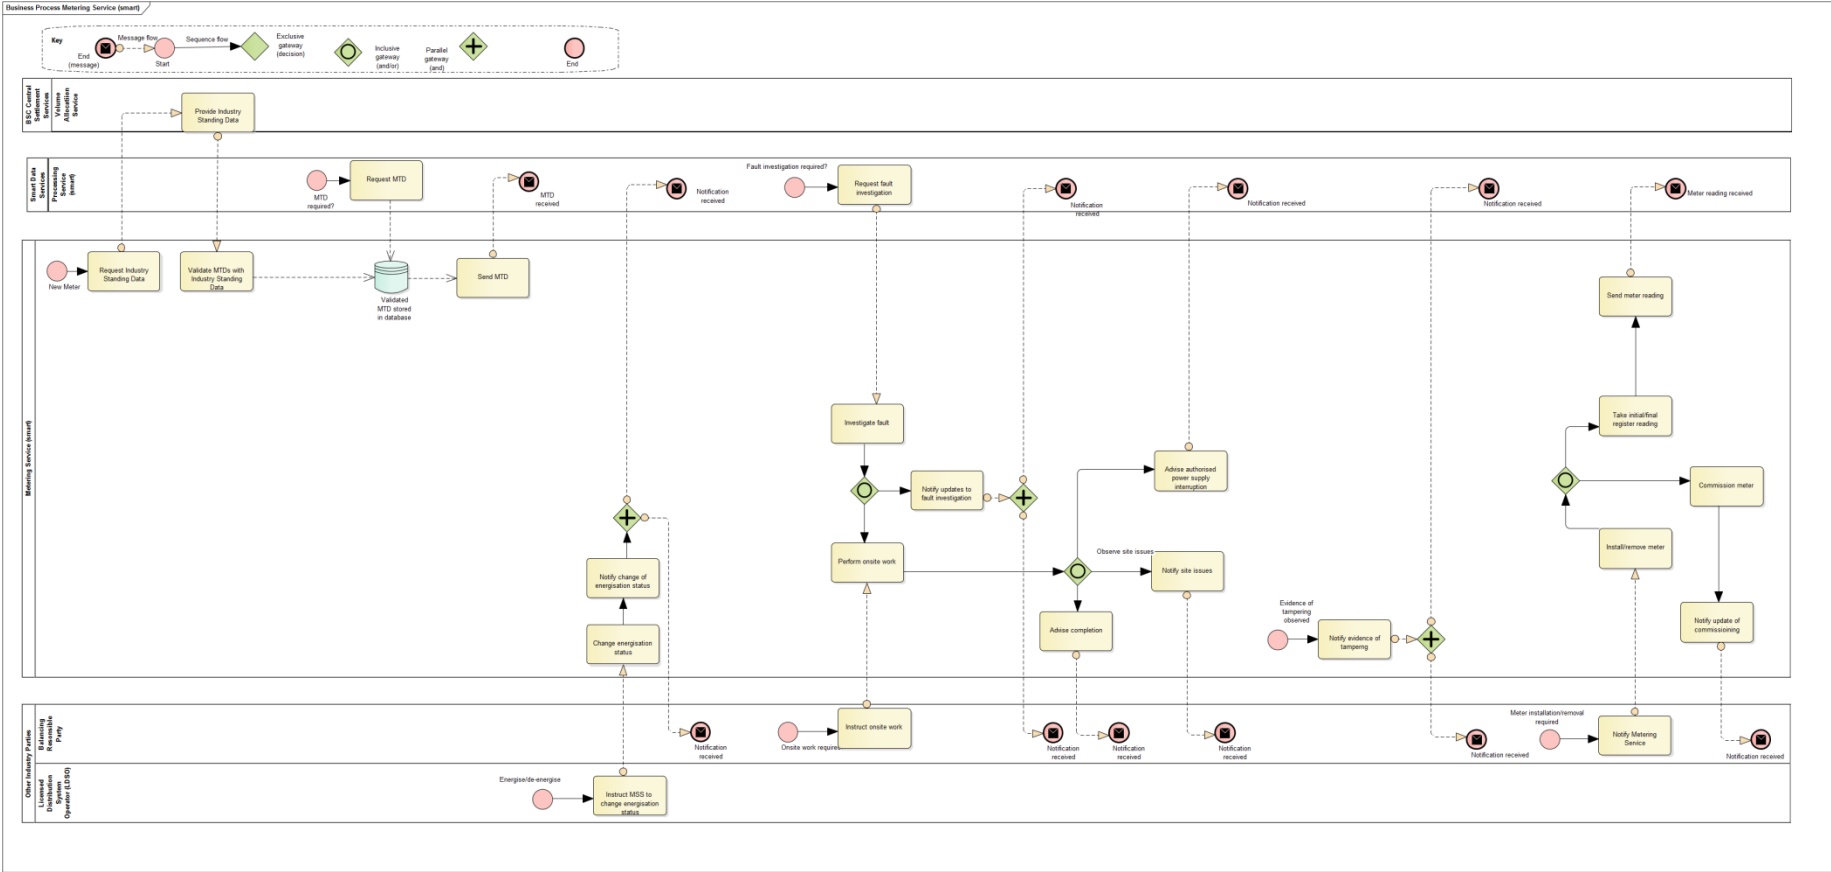 Business Process Metering Service (smart)
Key
Message flow
Sequence flow
Exclusive
gateway
(decision)
Inclusive
gateway
(and/or)
Parallel
gateway
(and)
End
(message)
Start
End
BSC Central
Settlement
Services
Volume
Allocation
Service
Provide Industry
Standing Data
Smart Data
Services
Processing
Service
(smart)
MTD
required?
Request MTD
MTD
received
Notification
received
Fault investigation required?
Request fault
investigation
Notification
received
Notification received
Notification received
Meter reading received
Metering Service (smart)
New Meter
Request Industry
Standing Data
Validate MTDs with
Industry Standing
Data
Validated
MTD stored
in database
Send MTD
Send meter reading
Investigate fault
Take initial/final
register reading
Notify updates to
fault investigation
Advise authorised
power supply
interruption
Commission meter
Perform onsite work
Observe site issues
Notify site issues
Install/remove meter
Notify change of
energisation status
Change energisation
status
Advise completion
Evidence of
tampering
observed
Notify evidence of
tamperng
Notify update of
commissioining
Other Industry Parties
Balancing
Resonsible
Party
Notification
received
Onsite work requires
Instruct onsite work
Notification
received
Notification
received
Notification
received
Notification received
Meter installation/removal
required
Notify Metering
Service
Notification received
Licensed
Distribution
System
Operator (LDSO)
Energise/de-energise
Instruct MSS to
change energisation
status